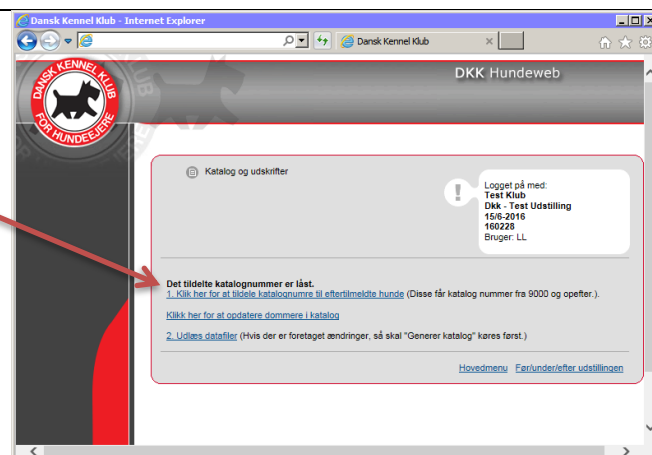 Dansk Kennel Klub - Internet Explorer
Dansk Kennel Klub
DANSK KENNEL KLUB
FOR HUNDEEJERE
DKK Hundeweb
Katalog og udskrifter
Logget på med:
Test Klub
Dkk - Test Udstilling
15/6-2016
160228
Bruger: LL
Det tildelte katalognummer er låst.
1. Klik her for at tildele katalognumre til eftertilmeldte hunde (Disse får katalog nummer fra 9000 og opefter.).
Klikk her for at opdatere dommere i katalog
2. Udlæs datafiler (Hvis der er foretaget ændringer, så skal "Generer katalog" køres først.)
Hovedmenu Før/under/efter udstillingen